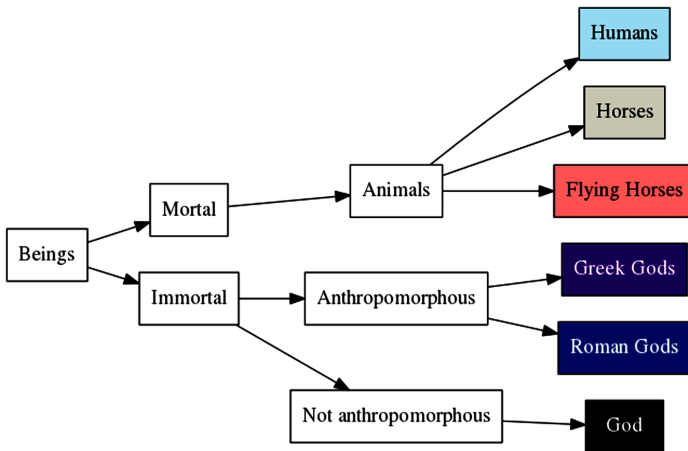 Humans
Horses
Mortal
Animals
Flying Horses
Beings
Greek Gods
Immortal
Anthropomorphous
Roman Gods
Not anthropomorphous
God